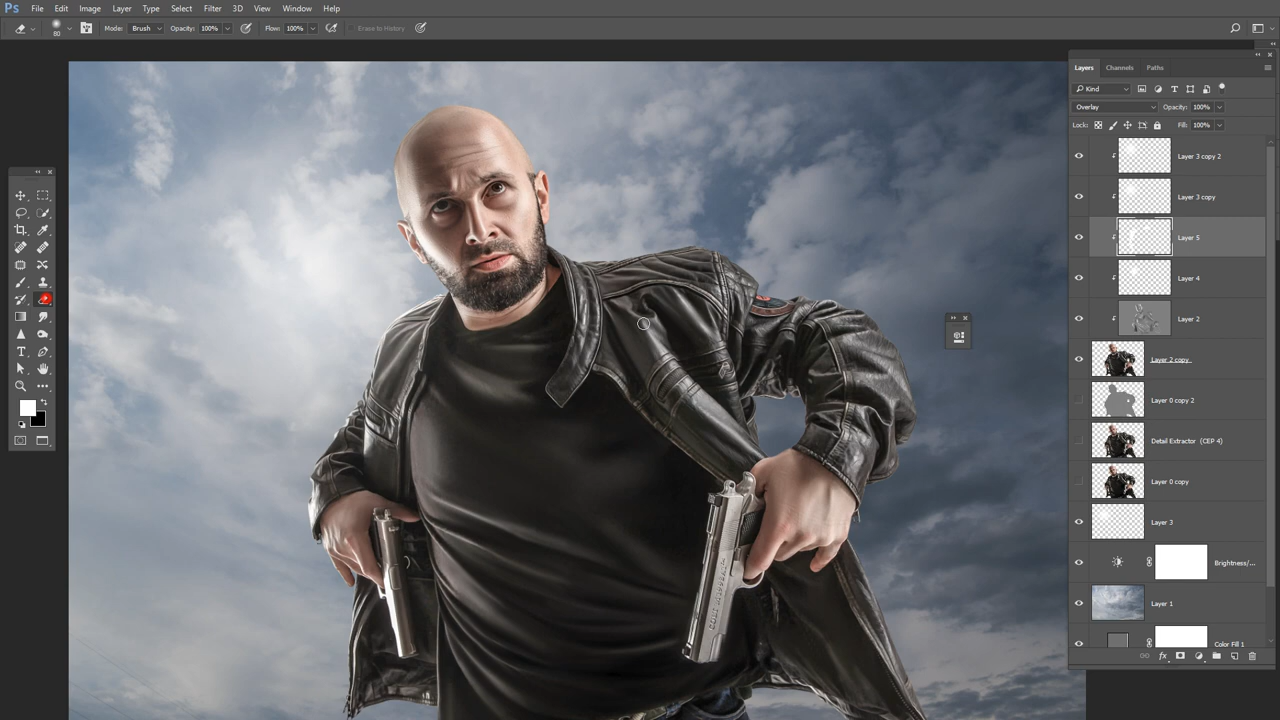 Ps File Edit Image Layer Type Select Filter 3D View Window Help
80 Mode: Brush Opacity: 100% Flow: 100% Erase to History
Layers Channels Paths
Kind
Overlay Opacity: 100%
Lock: Fill: 100%
Layer 3 copy 2
Layer 3 copy
Layer 5
Layer 4
Layer 2
Layer 2 copy
Layer 0 copy 2
Detail Extractor (CEP 4)
Layer 0 copy
Layer 3
Brightness/...
Layer 1
Color Fill 1
fx
T